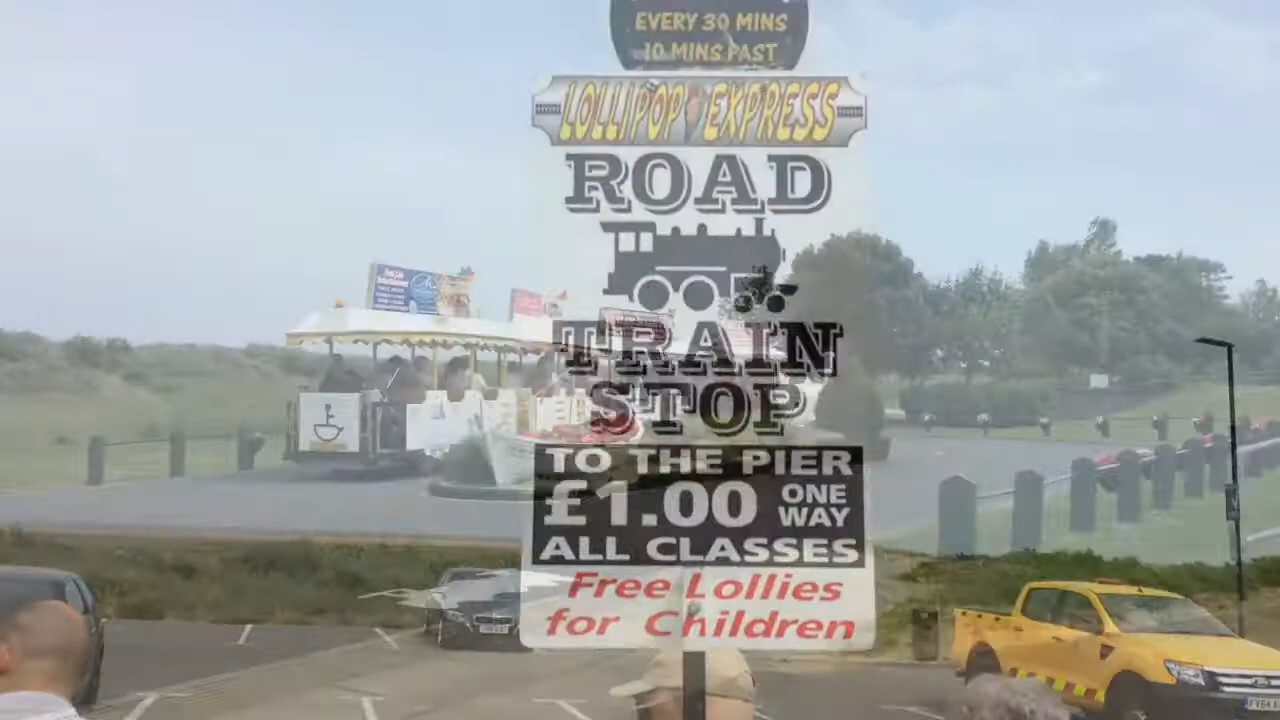 EVERY 30 MINS
10 MINS PAST
LOLLIPOP EXPRESS
ROAD
TRAIN
STOP
TO THE PIER
£1.00 ONE WAY
ALL CLASSES
Free Lollies
for Children